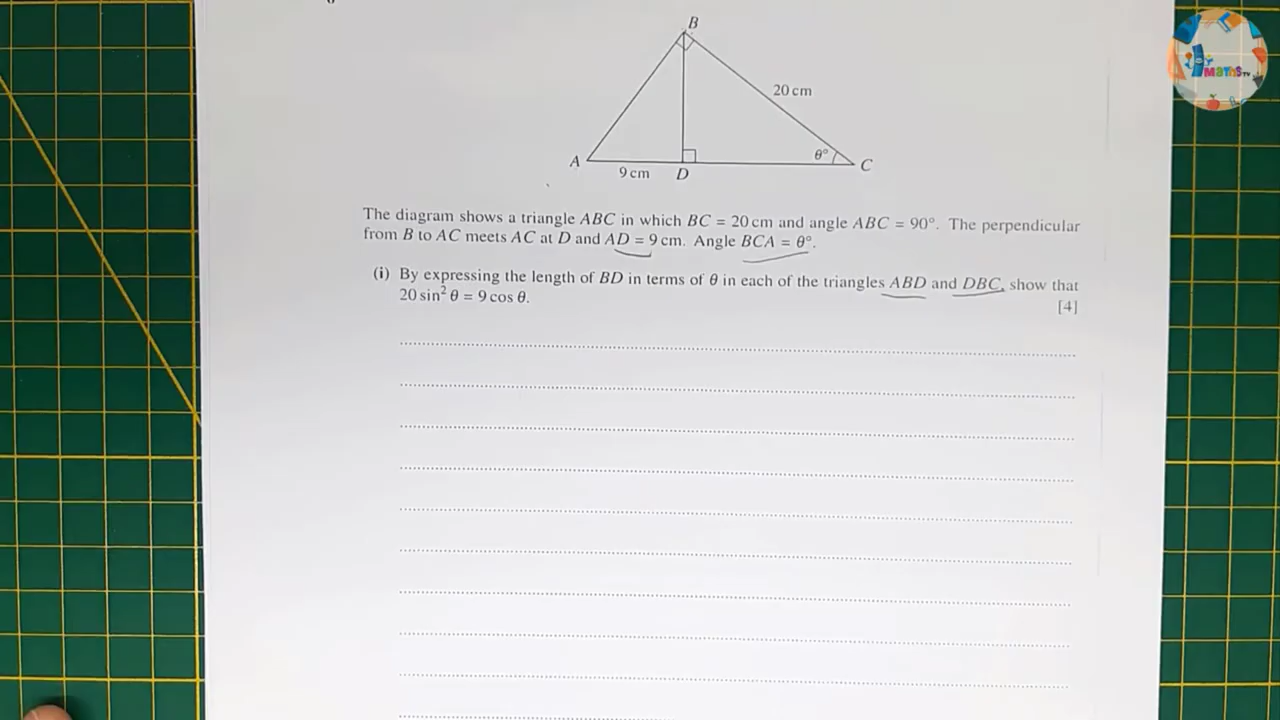 B
20 cm
θ°
A
C
9 cm
D
The diagram shows a triangle ABC in which BC = 20 cm and angle ABC = 90°. The perpendicular
from B to AC meets AC at D and AD = 9 cm. Angle BCA = θ°.
(i) By expressing the length of BD in terms of θ in each of the triangles ABD and DBC, show that
20 sin² θ = 9 cos θ.
[4]
MATHS TV